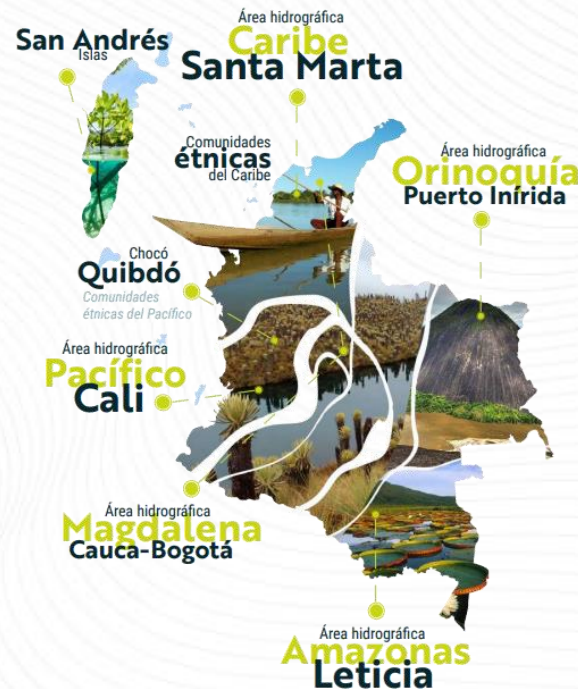 San Andrés
Islas
Área hidrográfica
Caribe
Santa Marta
Comunidades
étnicas
del Caribe
Área hidrográfica
Orinoquía
Puerto Inírida
Chocó
Quibdó
Comunidades
étnicas del Pacífico
Área hidrográfica
Pacífico
Cali
Área hidrográfica
Magdalena
Cauca-Bogotá
Área hidrográfica
Amazonas
Leticia